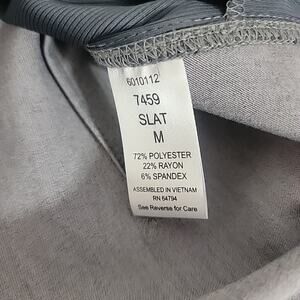 6010112
7459
SLAT
M
72% POLYESTER
22% RAYON
6% SPANDEX
ASSEMBLED IN VIETNAM
RN 64794
See Reverse for Care